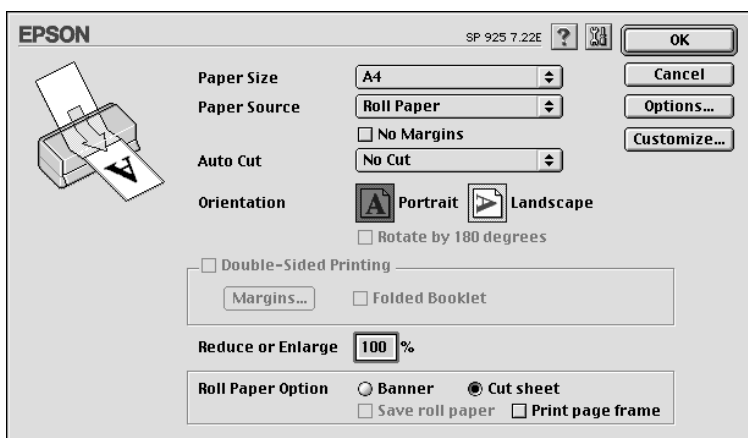 EPSON SP 925 7.22E ? OK
Paper Size A4 Cancel
Paper Source Roll Paper Options...
No Margins Customize...
Auto Cut No Cut
Orientation A Portrait A Landscape
Rotate by 180 degrees
Double-Sided Printing
Margins... Folded Booklet
Reduce or Enlarge 100 %
Roll Paper Option Banner Cut sheet
Save roll paper Print page frame
A